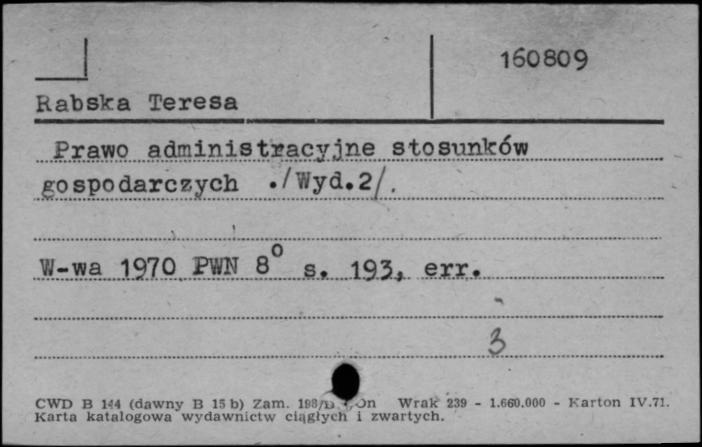 160809
Rabska Teresa
Prawo administracyjne stosunków
gospodarczych ./Wyd.2/.
W-wa 1970 PWN 8° s. 193, err.
3
CWD B 144 (dawny B 15 b) Zam. Wrak 239 - 1.660.000 - Karton IV.71.
Karta katalogowa wydawnictw ciągłych i zwartych.